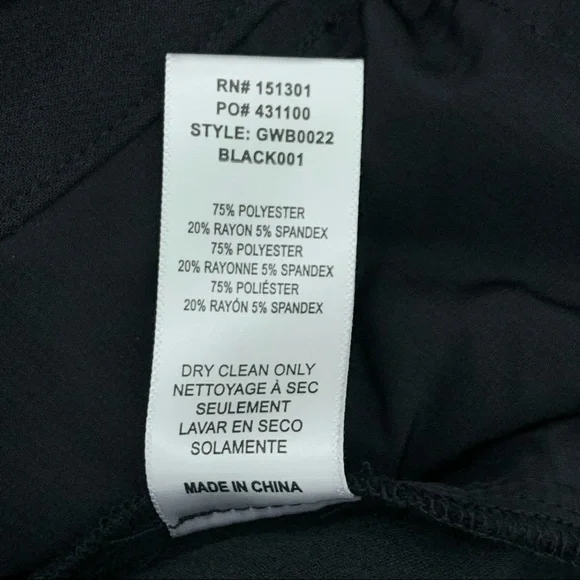 RN# 151301
PO# 431100
STYLE: GWB0022
BLACK001
75% POLYESTER
20% RAYON 5% SPANDEX
75% POLYESTER
20% RAYONNE 5% SPANDEX
75% POLIÉSTER
20% RAYÓN 5% SPANDEX
DRY CLEAN ONLY
NETTOYAGE À SEC
SEULEMENT
LAVAR EN SECO
SOLAMENTE
MADE IN CHINA